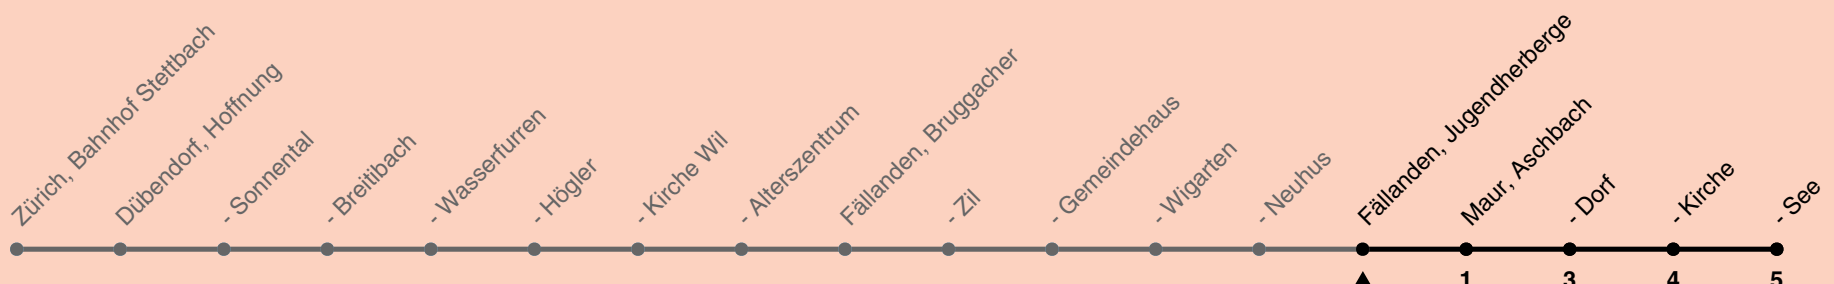 Zürich, Bahnhof Stettbach
Dübendorf, Hoffnung
- Sonnental
- Breitibach
- Wasserfurren
- Högler
- Kirche Wil
- Alterszentrum
Fällanden, Bruggacher
- Zil
- Gemeindehaus
- Wigarten
- Neuhus
Fällanden, Jugendherberge
Maur, Aschbach
- Dorf
- Kirche
- See
1 3 4 5